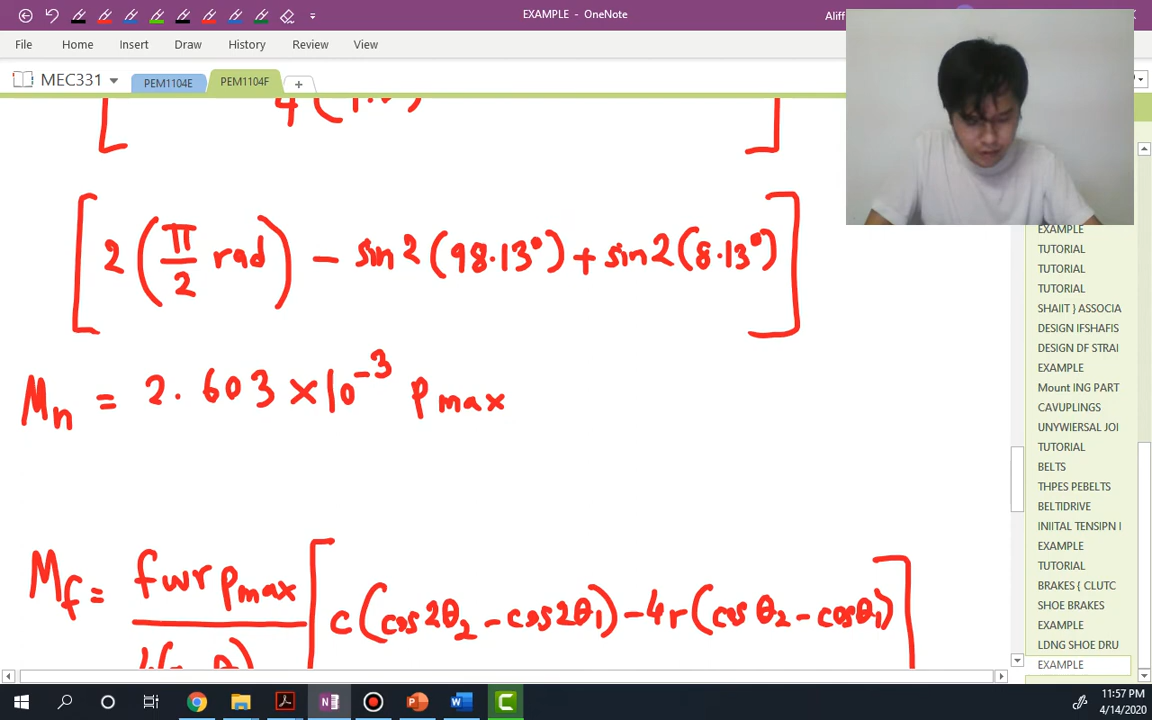 EXAMPLE - OneNote
Aliff
File Home Insert Draw History Review View
MEC331
PEM1104E
PEM1104F
[ 2 ( π/2 rad ) - sin 2 (98.13°) + sin 2 (8.13°) ]
Mn = 2.603 × 10⁻³ Pmax
Mf = fwr pmax [ c (cos 2θ2 - cos 2θ1) - 4r (cos θ2 - cos θ1) ]
EXAMPLE
TUTORIAL
TUTORIAL
TUTORIAL
SHAIIT } ASSOCIA
DESIGN IFSHAFIS
DESIGN DF STRAI
EXAMPLE
Mount ING PART
CAVUPLINGS
UNYWIERSAL JOI
TUTORIAL
BELTS
THPES PEBELTS
BELTIDRIVE
INIITAL TENSIPN I
EXAMPLE
TUTORIAL
BRAKES { CLUTC
SHOE BRAKES
EXAMPLE
LDNG SHOE DRU
EXAMPLE
11:57 PM
4/14/2020